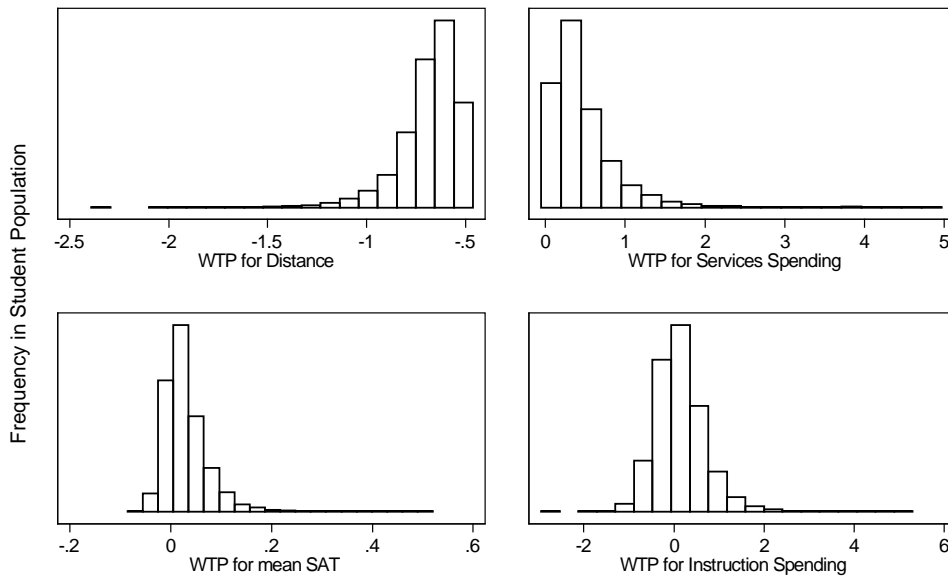 Frequency in Student Population
-2.5 -2 -1.5 -1 -.5
WTP for Distance
0 1 2 3 4 5
WTP for Services Spending
-.2 0 .2 .4 .6
WTP for mean SAT
-2 0 2 4 6
WTP for Instruction Spending